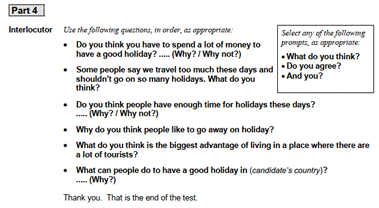 Part 4
Interlocutor
Use the following questions, in order, as appropriate:
• Do you think you have to spend a lot of money to
have a good holiday? ..... (Why? / Why not?)
• Some people say we travel too much these days and
shouldn't go on so many holidays. What do you
think?
Select any of the following
prompts, as appropriate:
• What do you think?
• Do you agree?
• And you?
• Do you think people have enough time for holidays these days?
..... (Why? / Why not?)
• Why do you think people like to go away on holiday?
• What do you think is the biggest advantage of living in a place where there are
a lot of tourists?
• What can people do to have a good holiday in (candidate's country)?
..... (Why?)
Thank you. That is the end of the test.